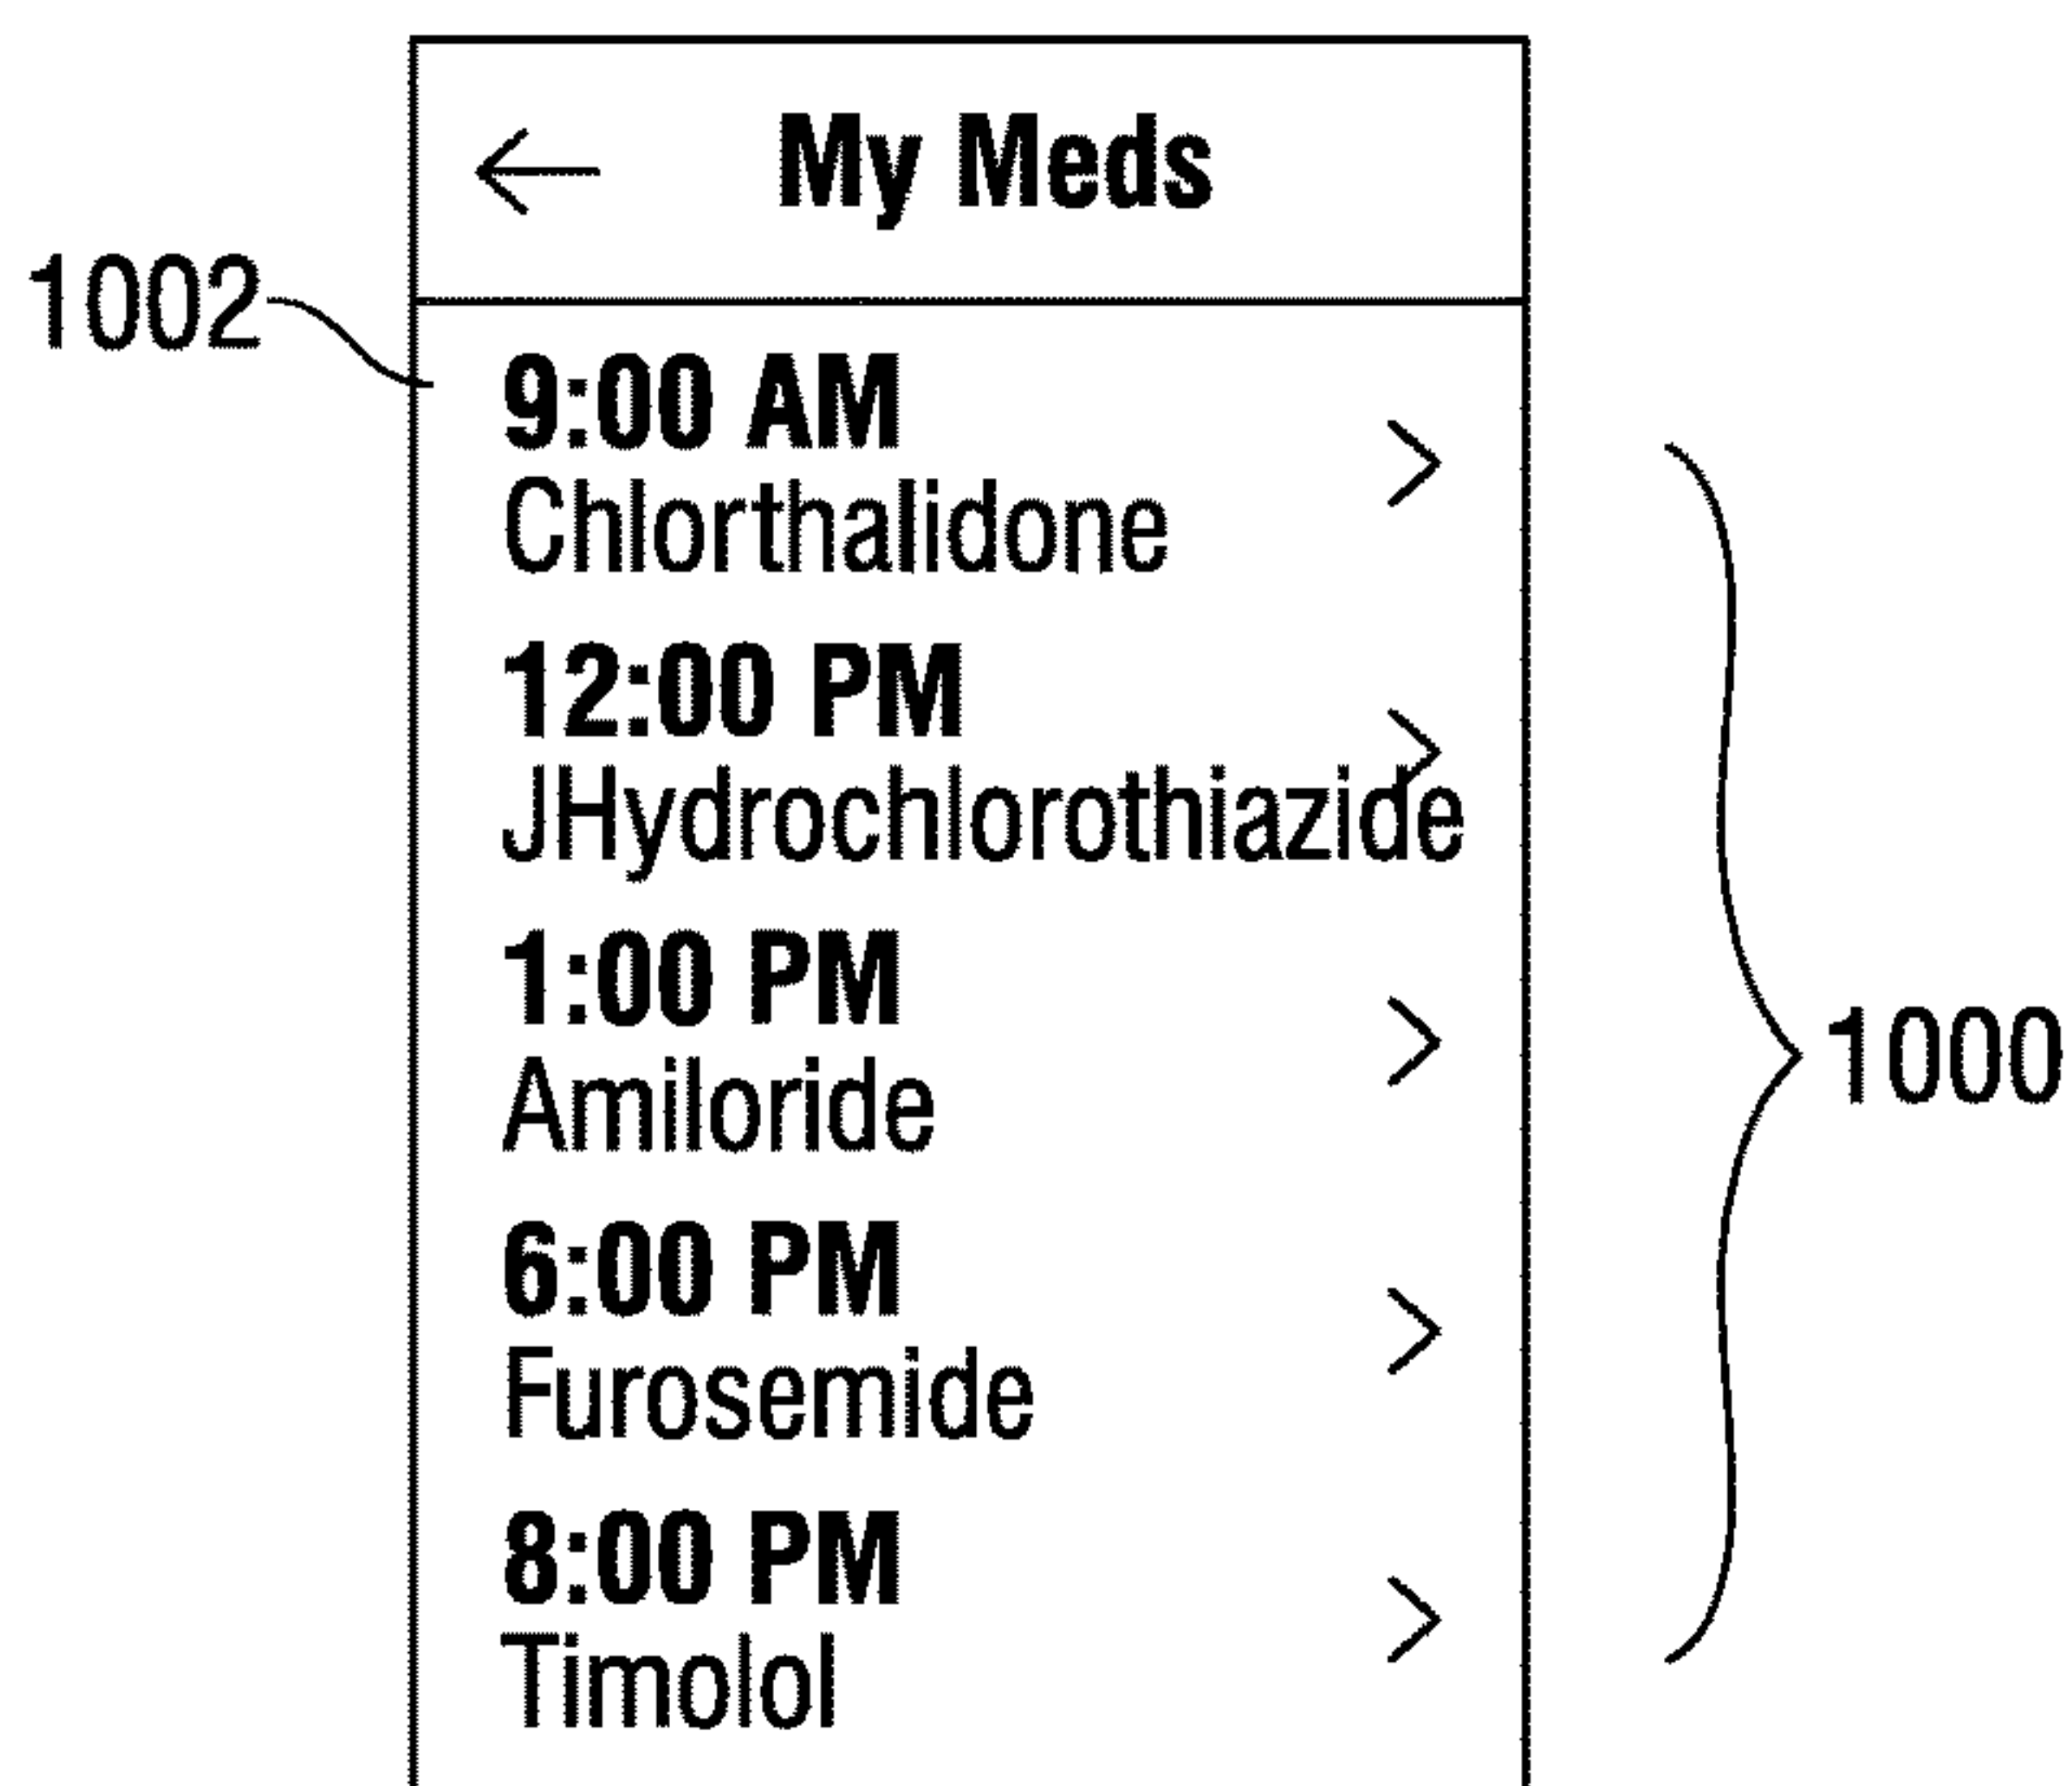 My Meds
1002
9:00 AM
Chlorthalidone
12:00 PM
JHydrochlorothiazide
1:00 PM
Amiloride
1000
6:00 PM
Furosemide
8:00 PM
Timolol